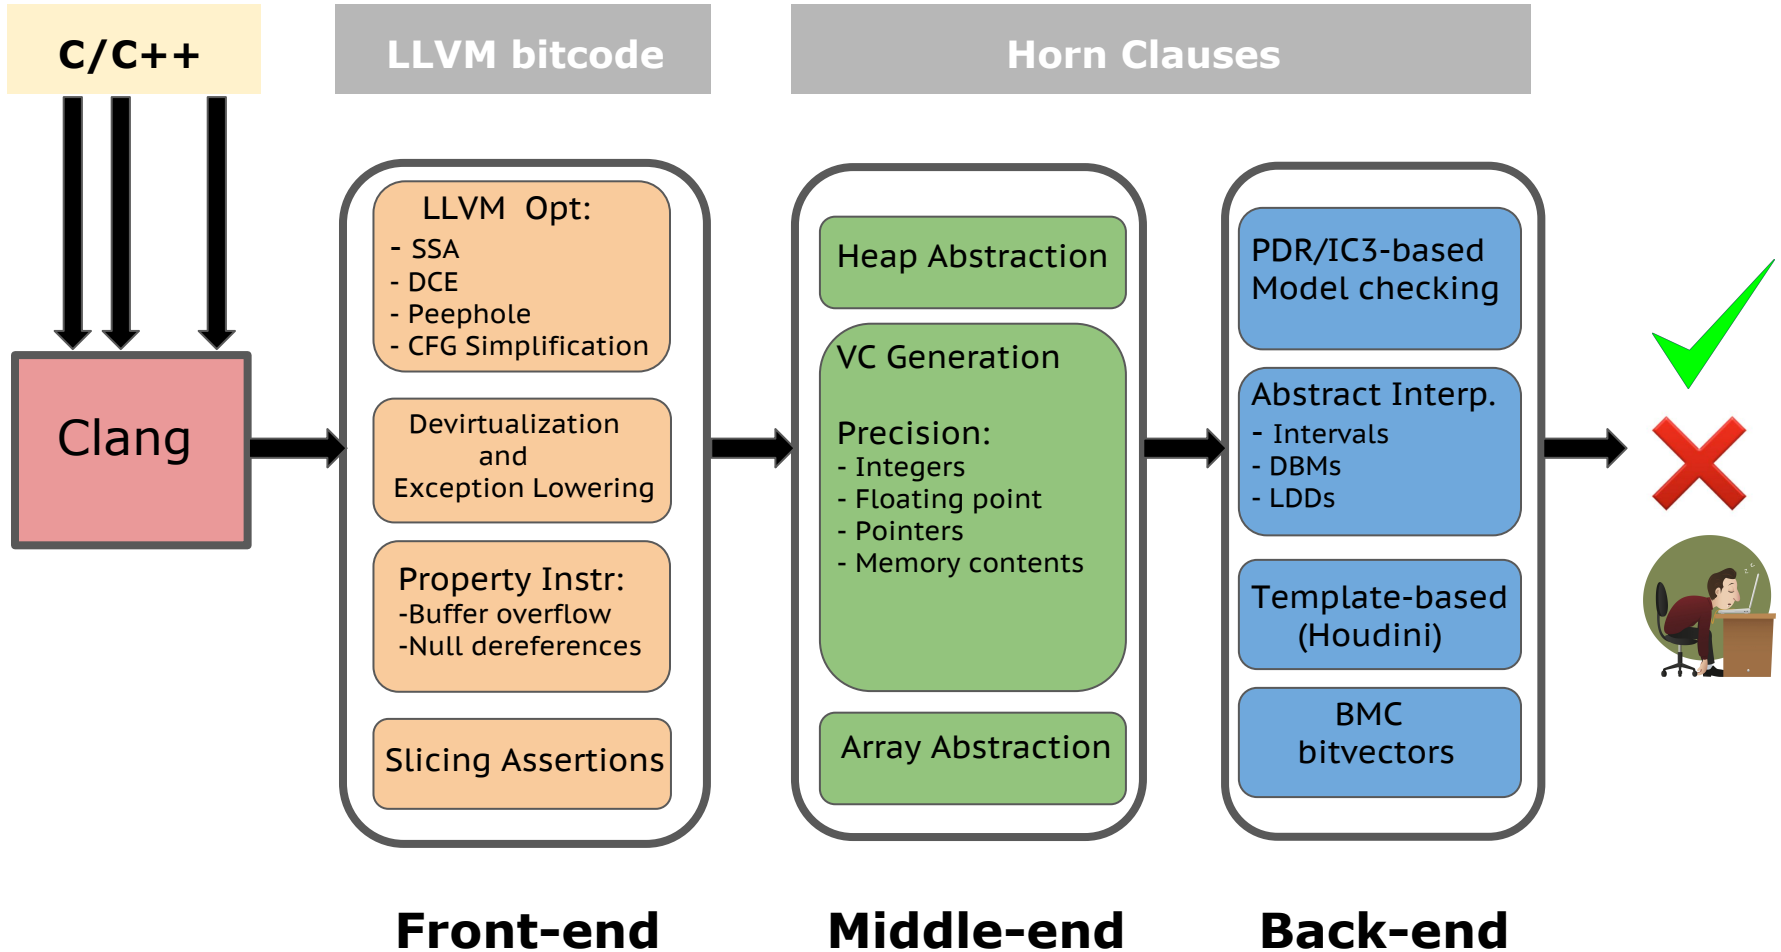 C/C++
LLVM bitcode
Horn Clauses
Clang
LLVM Opt:
- SSA
- DCE
- Peephole
- CFG Simplification
Devirtualization
and
Exception Lowering
Property Instr:
-Buffer overflow
-Null dereferences
Slicing Assertions
Heap Abstraction
VC Generation
Precision:
- Integers
- Floating point
- Pointers
- Memory contents
Array Abstraction
PDR/IC3-based
Model checking
Abstract Interp.
- Intervals
- DBMs
- LDDs
Template-based
(Houdini)
BMC
bitvectors
Front-end
Middle-end
Back-end